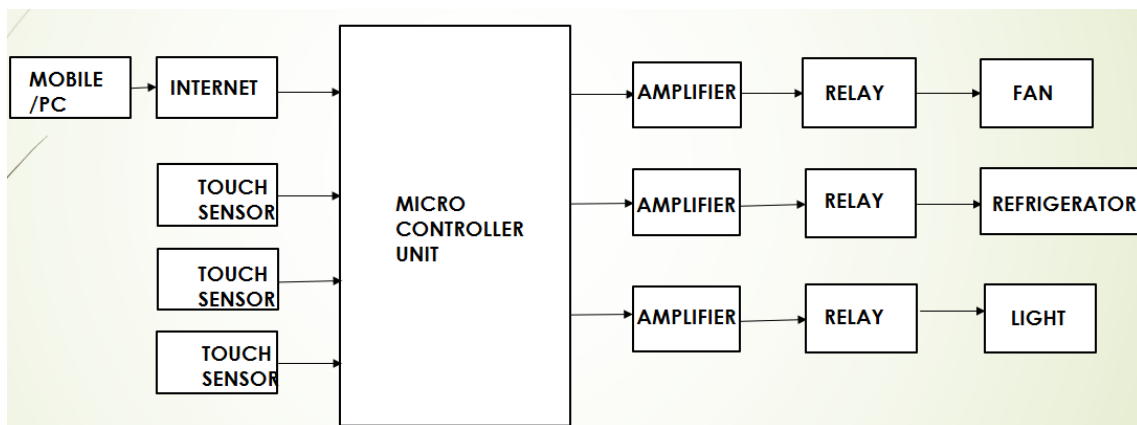 MOBILE
/PC
INTERNET
TOUCH
SENSOR
TOUCH
SENSOR
TOUCH
SENSOR
MICRO
CONTROLLER
UNIT
AMPLIFIER
RELAY
FAN
AMPLIFIER
RELAY
REFRIGERATOR
AMPLIFIER
RELAY
LIGHT